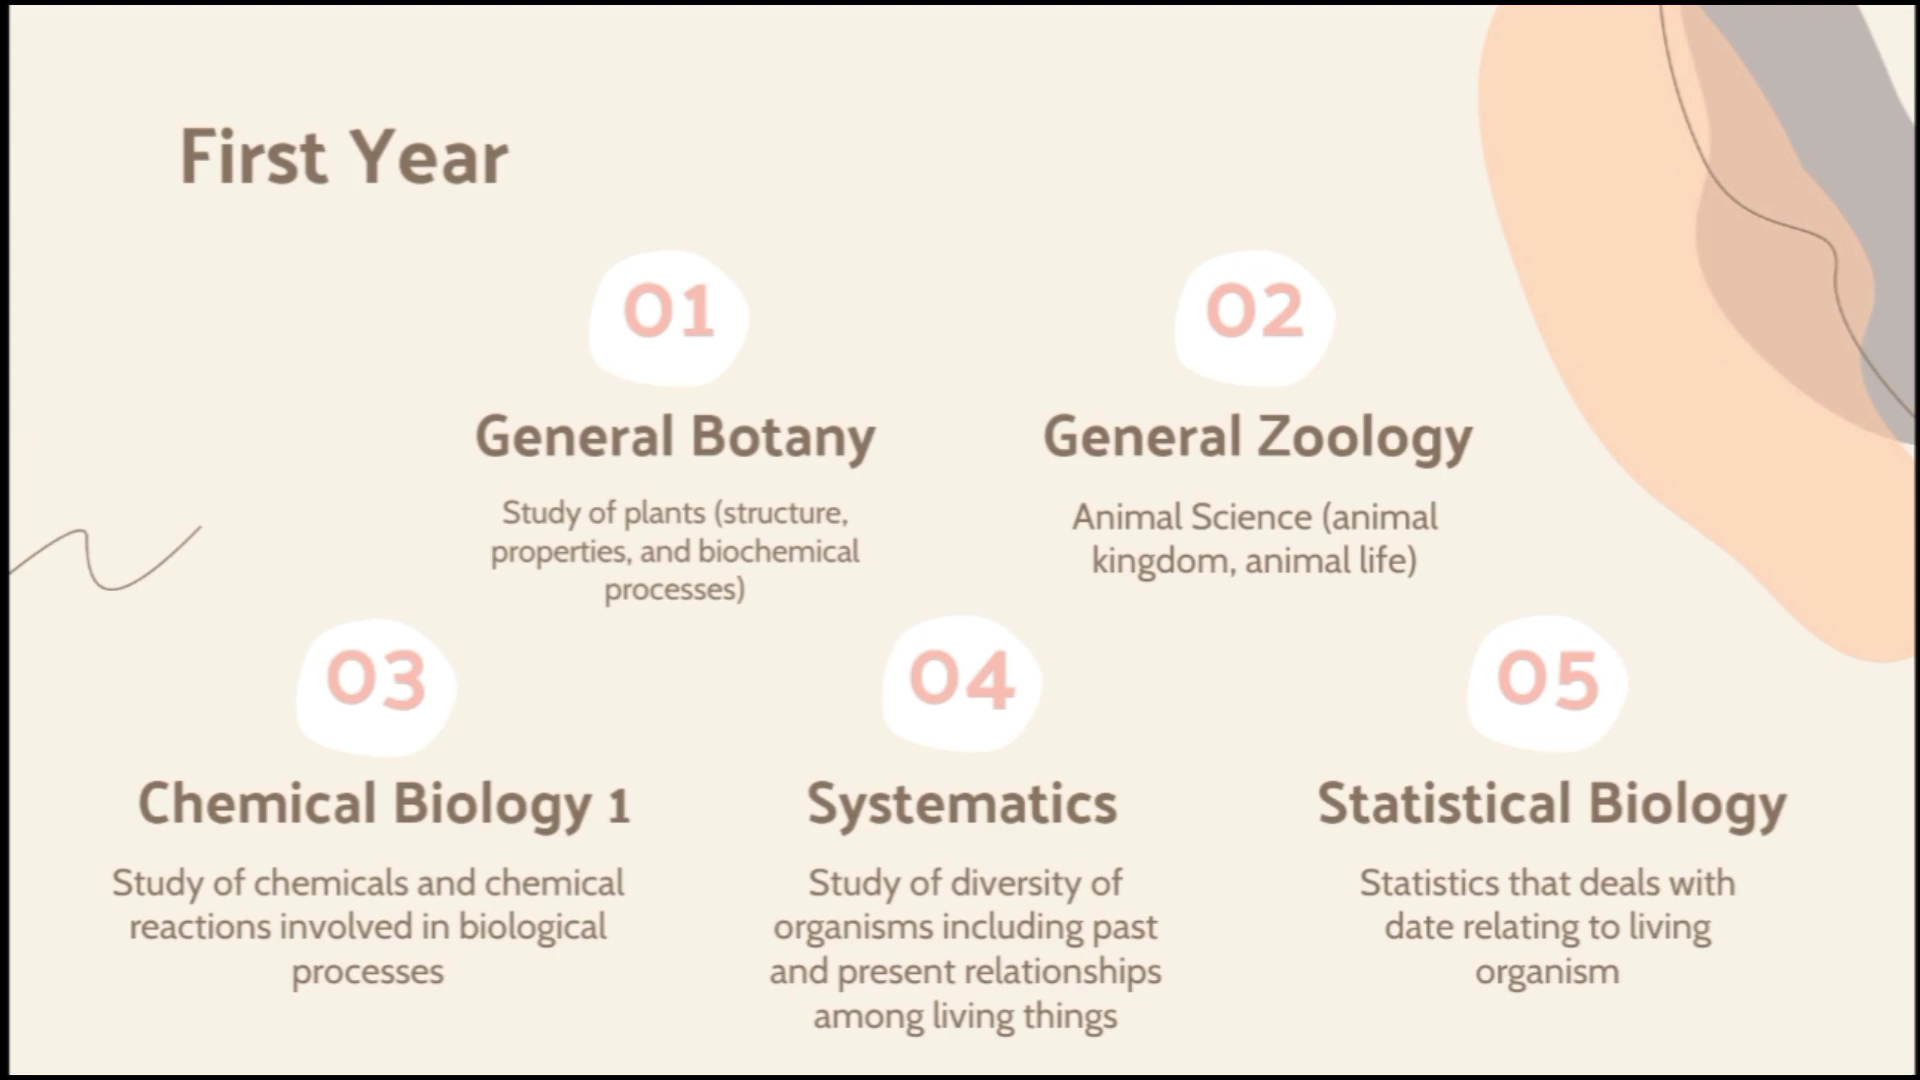 First Year
01
General Botany
Study of plants (structure,
properties, and biochemical
processes)
02
General Zoology
Animal Science (animal
kingdom, animal life)
03
Chemical Biology 1
Study of chemicals and chemical
reactions involved in biological
processes
04
Systematics
Study of diversity of
organisms including past
and present relationships
among living things
05
Statistical Biology
Statistics that deals with
date relating to living
organism